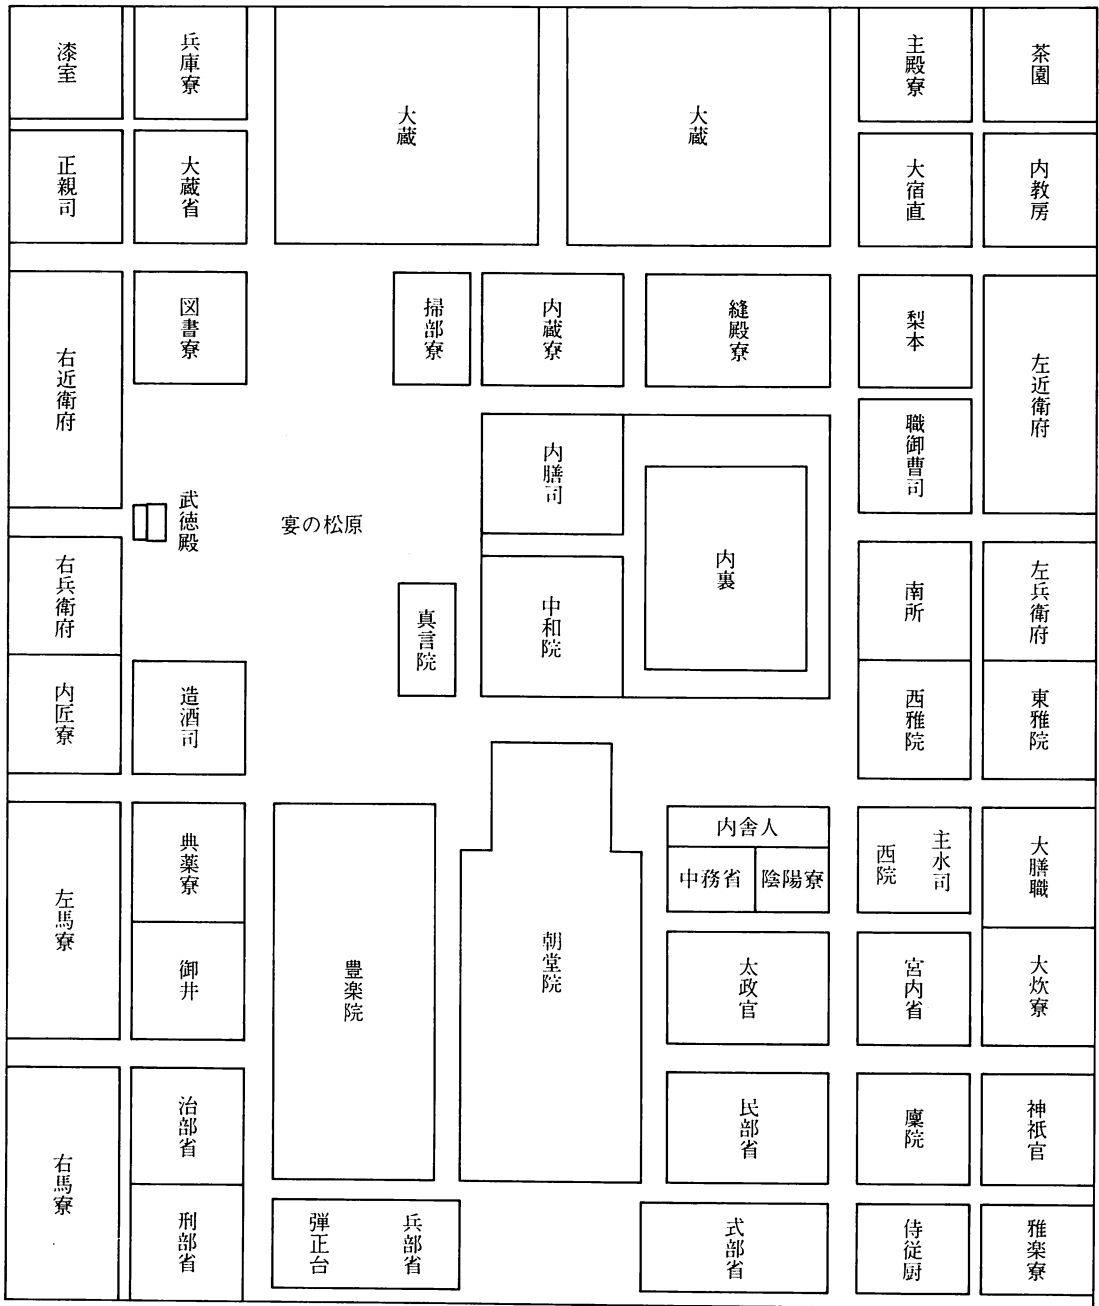 漆室
兵庫寮
大蔵
大蔵
主殿寮
茶園
正親司
大蔵省
大宿直
内教房
右近衛府
図書寮
掃部寮
内蔵寮
縫殿寮
梨本
左近衛府
内膳司
職御曹司
武徳殿
宴の松原
内裏
右兵衛府
真言院
中和院
南所
左兵衛府
内匠寮
造酒司
西雅院
東雅院
左馬寮
典薬寮
豊楽院
朝堂院
内舎人
中務省
陰陽寮
西院
主水司
大膳職
御井
太政官
宮内省
大炊寮
右馬寮
治部省
民部省
廩院
神祇官
刑部省
弾正台
兵部省
式部省
侍従厨
雅楽寮